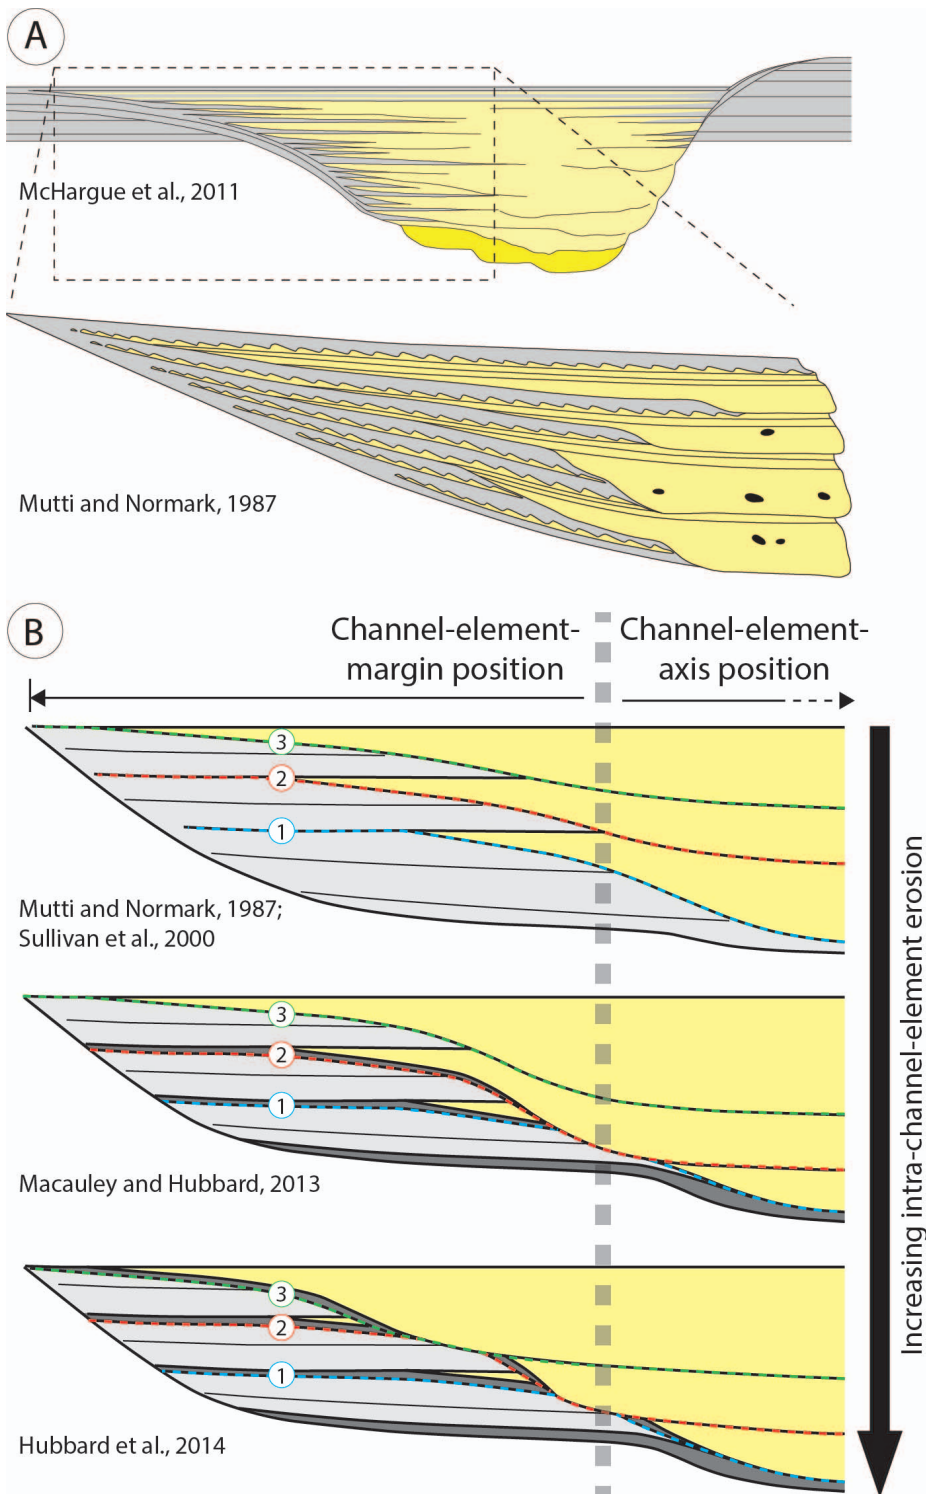 A
McHargue et al., 2011
Mutti and Normark, 1987
B
Channel-element-
margin position
Channel-element-
axis position
3
2
1
Mutti and Normark, 1987;
Sullivan et al., 2000
3
2
1
Macauley and Hubbard, 2013
3
2
1
Hubbard et al., 2014
Increasing intra-channel-element erosion